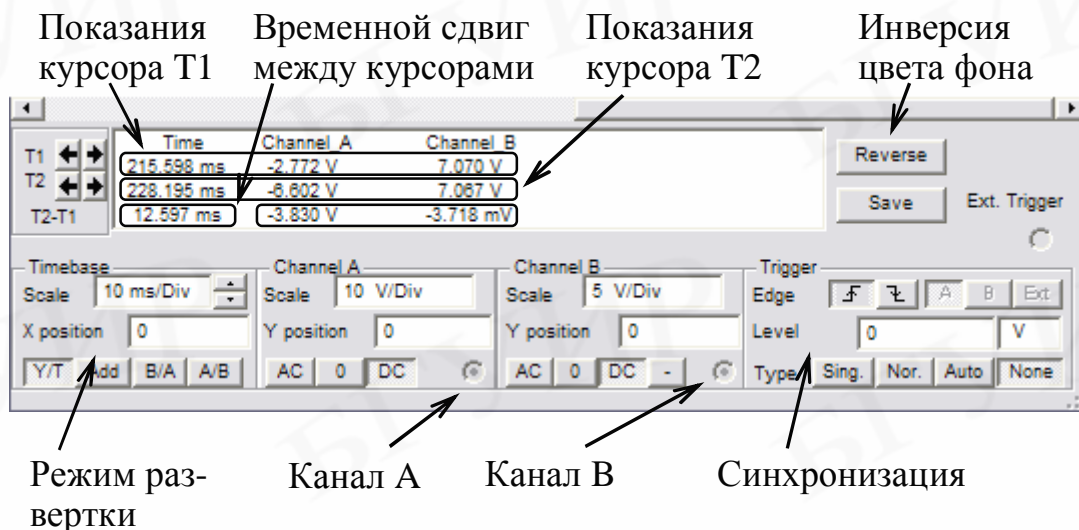 Показания Временной сдвиг Показания Инверсия
курсора Т1 между курсорами курсора Т2 цвета фона
Time Channel_A Channel_B
T1 215.598 ms -2.772 V 7.070 V Reverse
T2 228.195 ms -6.602 V 7.067 V
T2-T1 12.597 ms -3.830 V -3.718 mV Save Ext. Trigger
Timebase Channel A Channel B Trigger
Scale 10 ms/Div Scale 10 V/Div Scale 5 V/Div Edge A B Ext
X position 0 Y position 0 Y position 0 Level 0 V
Y/T Add B/A A/B AC 0 DC AC 0 DC - Type Sing. Nor. Auto None
Режим раз- Канал А Канал В Синхронизация
вертки
БГУИР